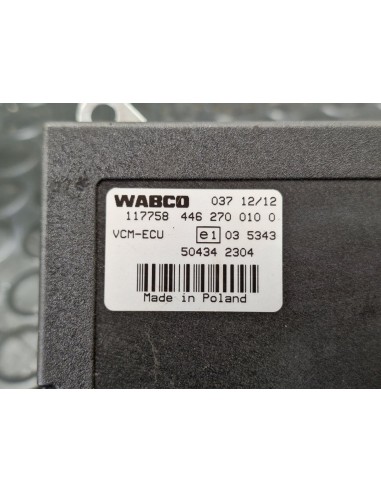 WABCO 037 12/12
117758 446 270 010 0
VCM-ECU e1 03 5343
50434 2304
Made in Poland